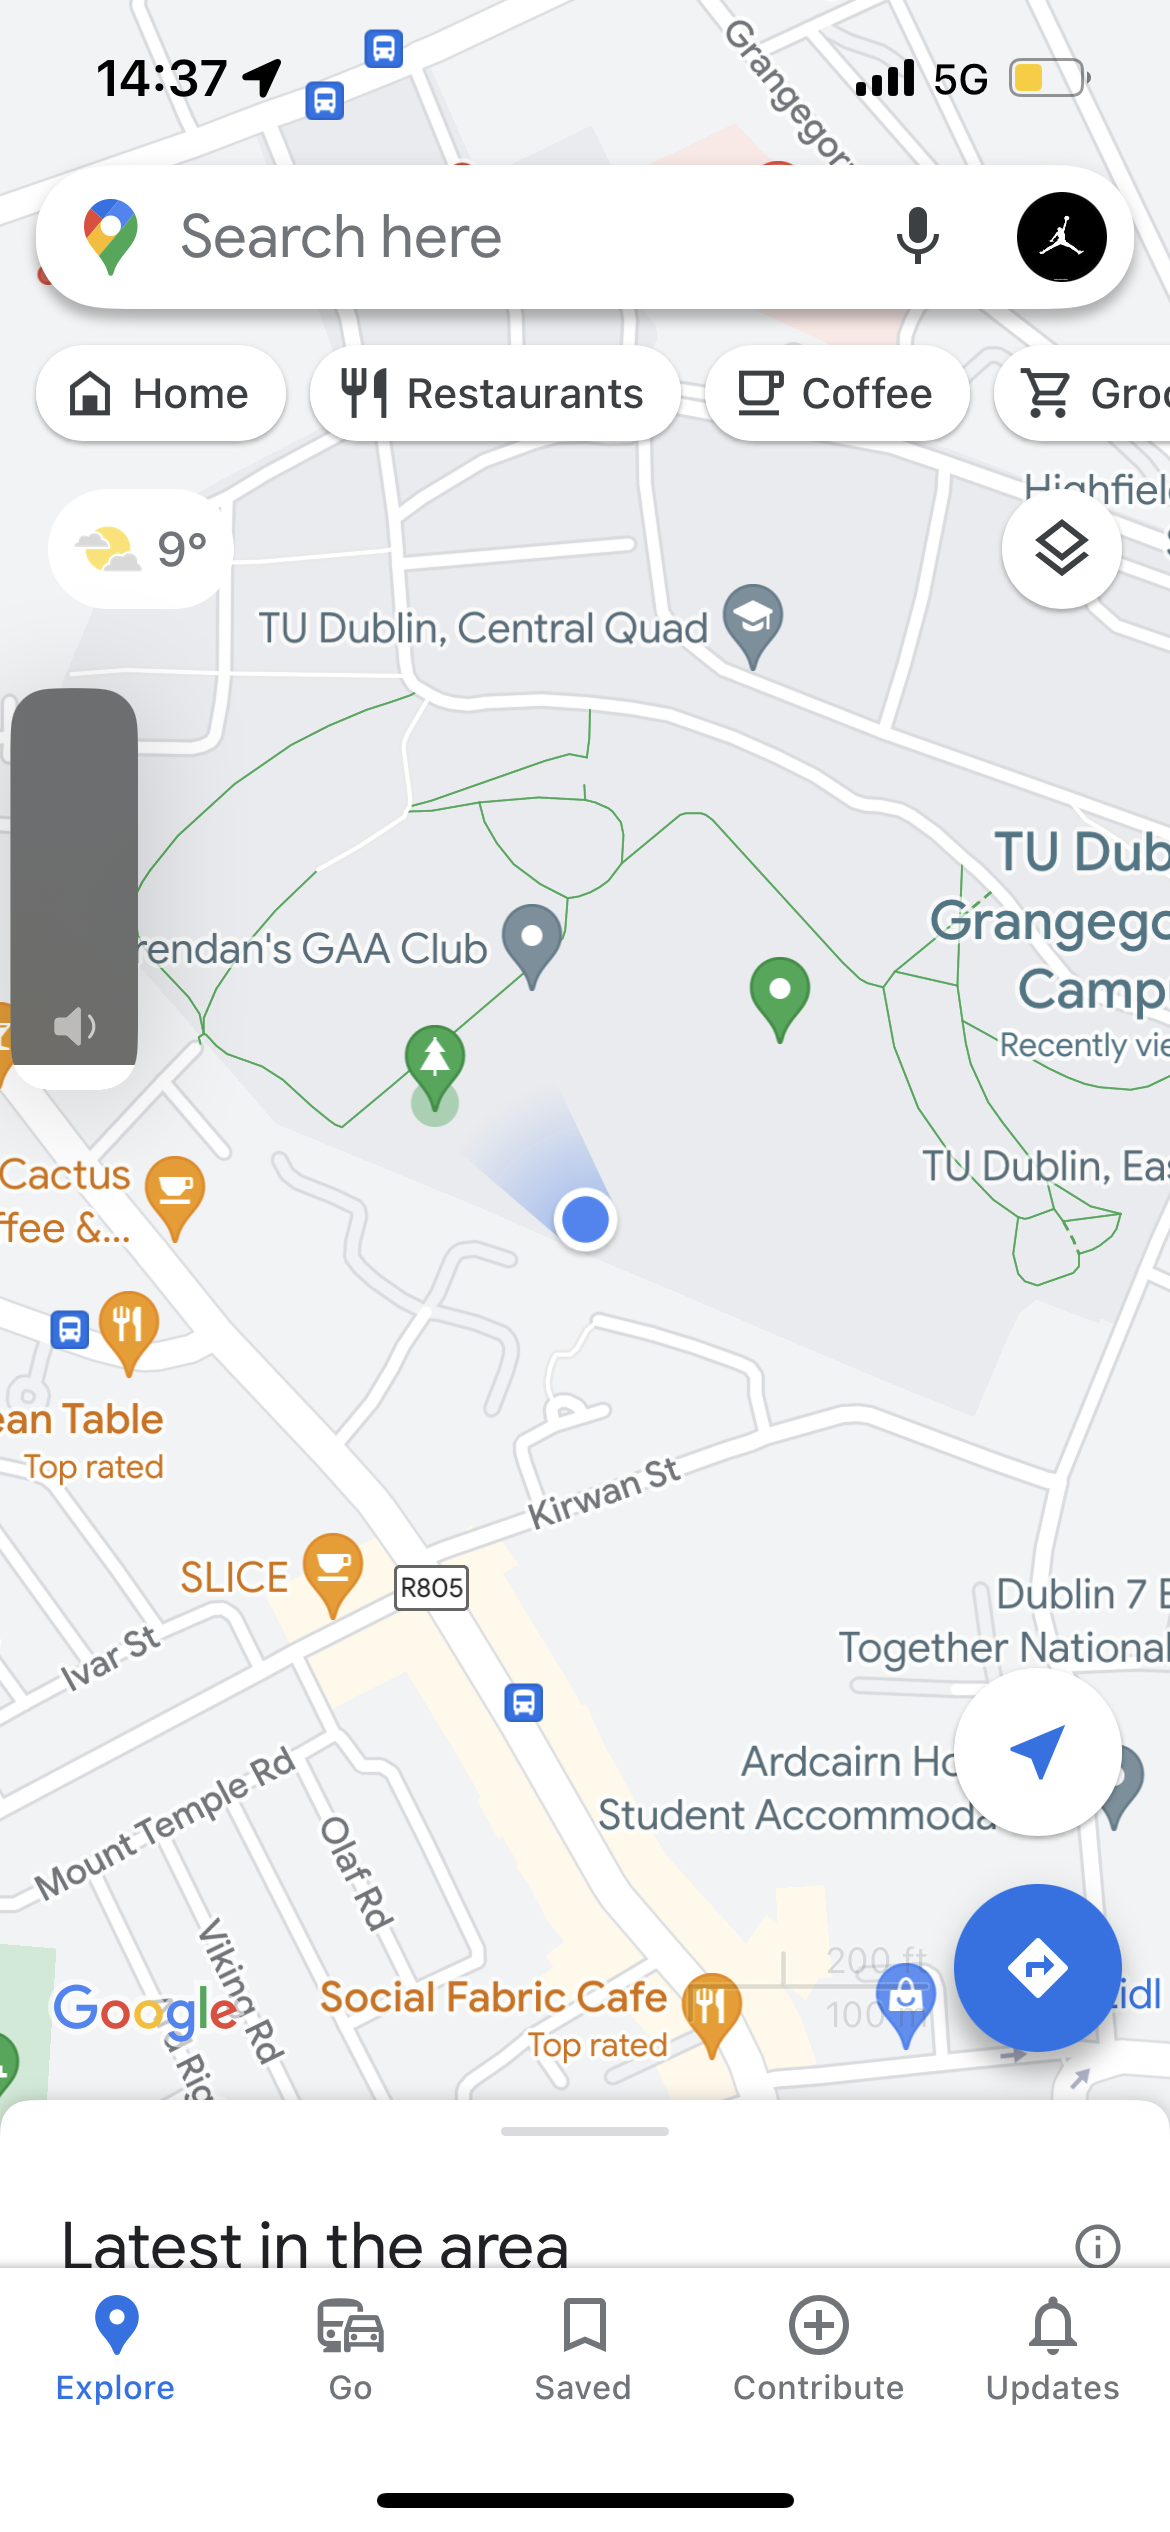 14:37
5G
Grangegor
Search here
Home
Restaurants
Coffee
Groc
Highfiel
9°
TU Dublin, Central Quad
TU Dub
Grangego
Campu
Recently vie
rendan's GAA Club
TU Dublin, Eas
Cactus
ffee &...
ean Table
Top rated
Kirwan St
SLICE
R805
Ivar St
Dublin 7 E
Together National
Mount Temple Rd
Olaf Rd
Ardcairn Ho
Student Accommoda
Viking Rd
200 ft
100 m
Google
Social Fabric Cafe
Top rated
Lidl
d Rig
Latest in the area
Explore
Go
Saved
Contribute
Updates